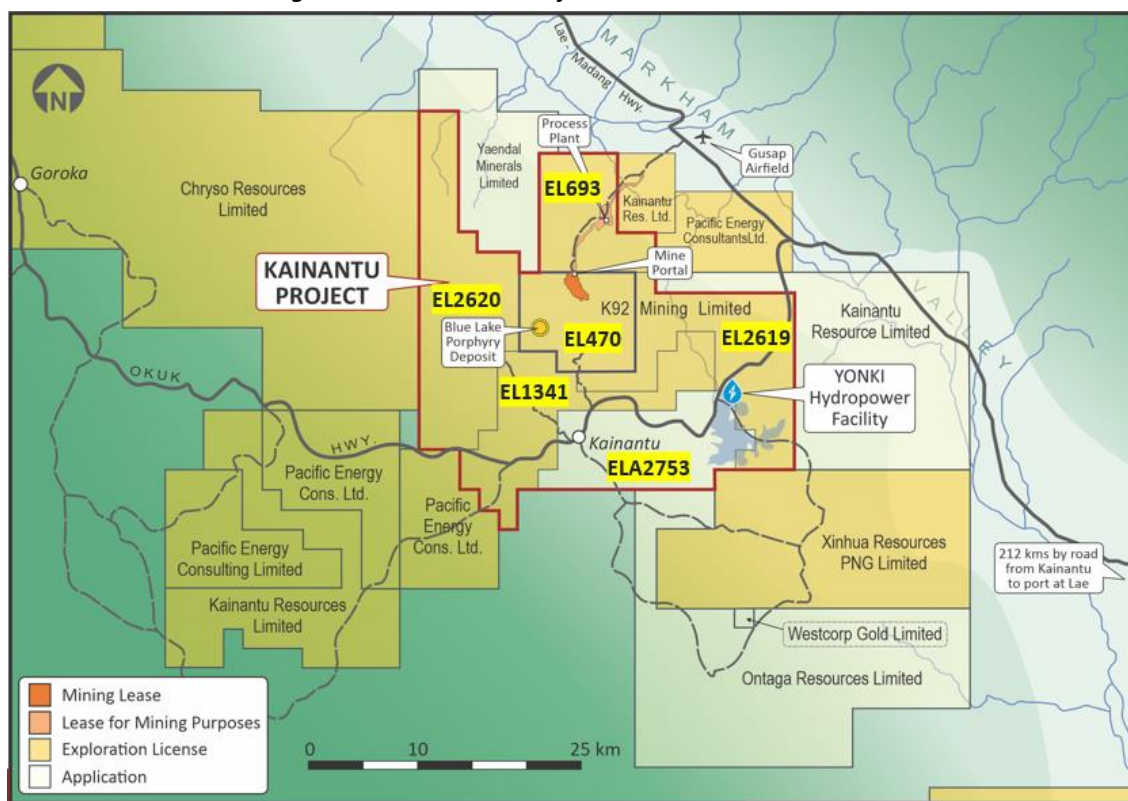 MARKHAM
VALLEY
Lae - Madang Hwy.
N
Goroka
Chryso Resources
Limited
Yaendal
Minerals
Limited
Process
Plant
EL693
Kainantu
Res. Ltd.
Gusap
Airfield
Pacific Energy
ConsultantsLtd.
Mine
Portal
KAINANTU
PROJECT
EL2620
K92 Mining Limited
EL2619
Kainantu
Resource Limited
Blue Lake
Porphyry
Deposit
EL470
EL1341
YONKI
Hydropower
Facility
OKUK
HWY.
Kainantu
ELA2753
Pacific Energy
Cons. Ltd.
Pacific
Energy
Cons. Ltd.
Pacific Energy
Consulting Limited
Kainantu Resources
Limited
Xinhua Resources
PNG Limited
212 kms by road
from Kainantu
to port at Lae
Westcorp Gold Limited
Ontaga Resources Limited
Mining Lease
Lease for Mining Purposes
Exploration License
Application
0 10 25 km